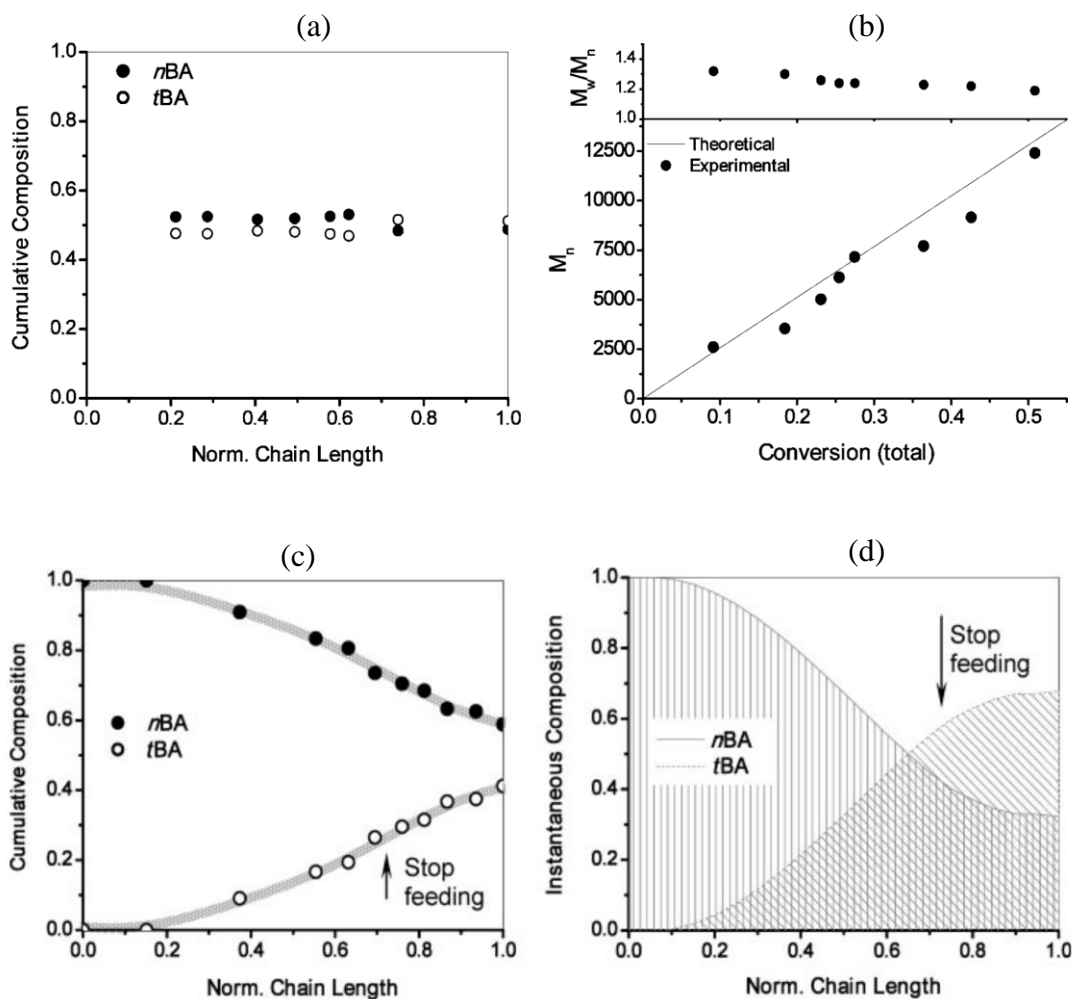 (a)
1.0
0.8
0.6
0.4
0.2
0.0
Cumulative Composition
nBA
tBA
0.0 0.2 0.4 0.6 0.8 1.0
Norm. Chain Length
(b)
1.4
1.2
1.0
Mw/Mn
Theoretical
Experimental
12500
10000
7500
5000
2500
0
Mn
0.0 0.1 0.2 0.3 0.4 0.5
Conversion (total)
(c)
1.0
0.8
0.6
0.4
0.2
0.0
Cumulative Composition
nBA
tBA
Stop
feeding
0.0 0.2 0.4 0.6 0.8 1.0
Norm. Chain Length
(d)
1.0
0.8
0.6
0.4
0.2
0.0
Instantaneous Composition
Stop
feeding
nBA
tBA
0.0 0.2 0.4 0.6 0.8 1.0
Norm. Chain Length